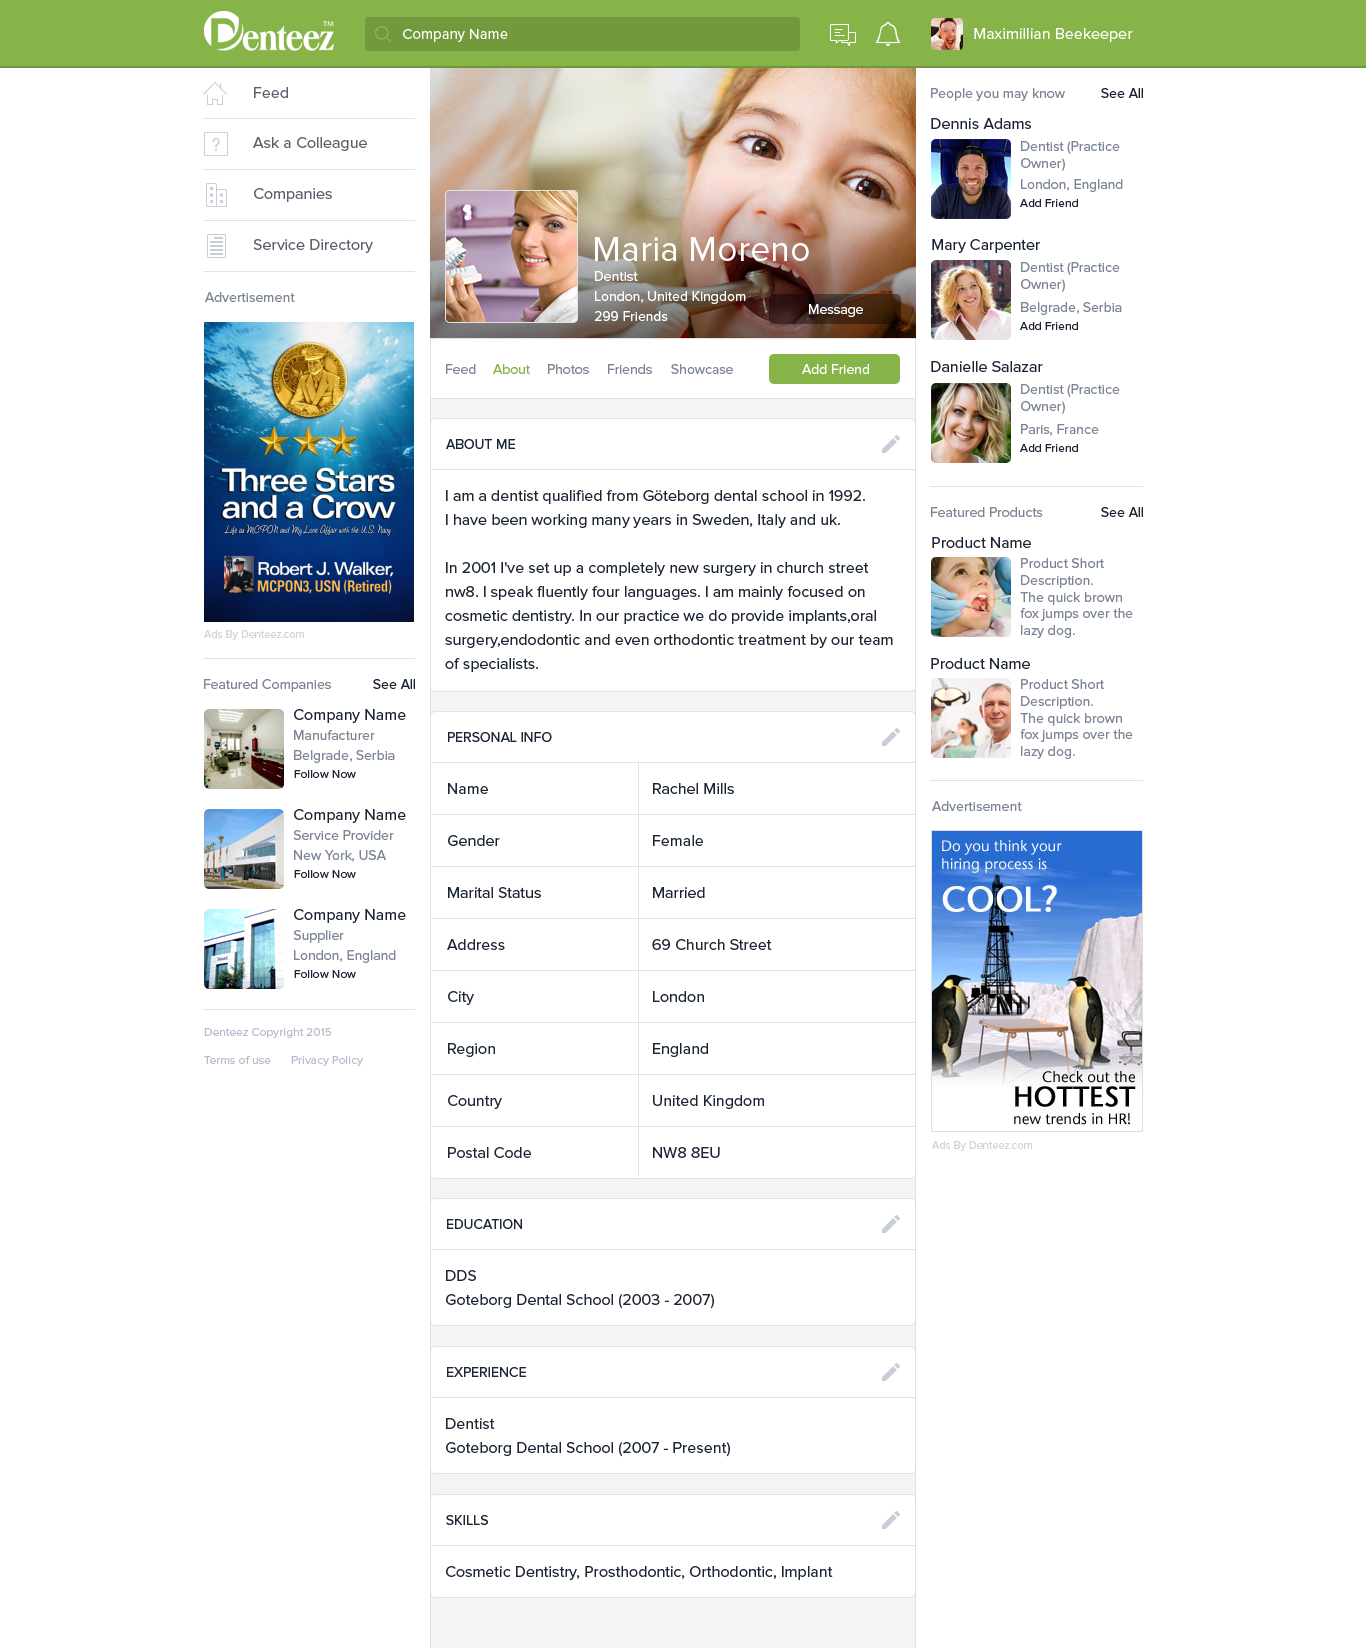 Denteez™
Company Name
Maximillian Beekeeper
Feed
Ask a Colleague
Companies
Service Directory
Advertisement
Three Stars
and a Crow
Life as MCPON and My Love Affair with the U.S. Navy
Robert J. Walker,
MCPON3, USN (Retired)
Ads By Denteez.com
Featured Companies
See All
Company Name
Manufacturer
Belgrade, Serbia
Follow Now
Company Name
Service Provider
New York, USA
Follow Now
Company Name
Supplier
London, England
Follow Now
Denteez Copyright 2015
Terms of use
Privacy Policy
Maria Moreno
Dentist
London, United Kingdom
299 Friends
Message
Feed
About
Photos
Friends
Showcase
Add Friend
ABOUT ME
I am a dentist qualified from Göteborg dental school in 1992.
I have been working many years in Sweden, Italy and uk.
In 2001 I've set up a completely new surgery in church street
nw8. I speak fluently four languages. I am mainly focused on
cosmetic dentistry. In our practice we do provide implants,oral
surgery,endodontic and even orthodontic treatment by our team
of specialists.
PERSONAL INFO
Name
Rachel Mills
Gender
Female
Marital Status
Married
Address
69 Church Street
City
London
Region
England
Country
United Kingdom
Postal Code
NW8 8EU
EDUCATION
DDS
Goteborg Dental School (2003 - 2007)
EXPERIENCE
Dentist
Goteborg Dental School (2007 - Present)
SKILLS
Cosmetic Dentistry, Prosthodontic, Orthodontic, Implant
People you may know
See All
Dennis Adams
Dentist (Practice
Owner)
London, England
Add Friend
Mary Carpenter
Dentist (Practice
Owner)
Belgrade, Serbia
Add Friend
Danielle Salazar
Dentist (Practice
Owner)
Paris, France
Add Friend
Featured Products
See All
Product Name
Product Short
Description.
The quick brown
fox jumps over the
lazy dog.
Product Name
Product Short
Description.
The quick brown
fox jumps over the
lazy dog.
Advertisement
Do you think your
hiring process is
COOL?
Check out the
HOTTEST
new trends in HR!
Ads By Denteez.com